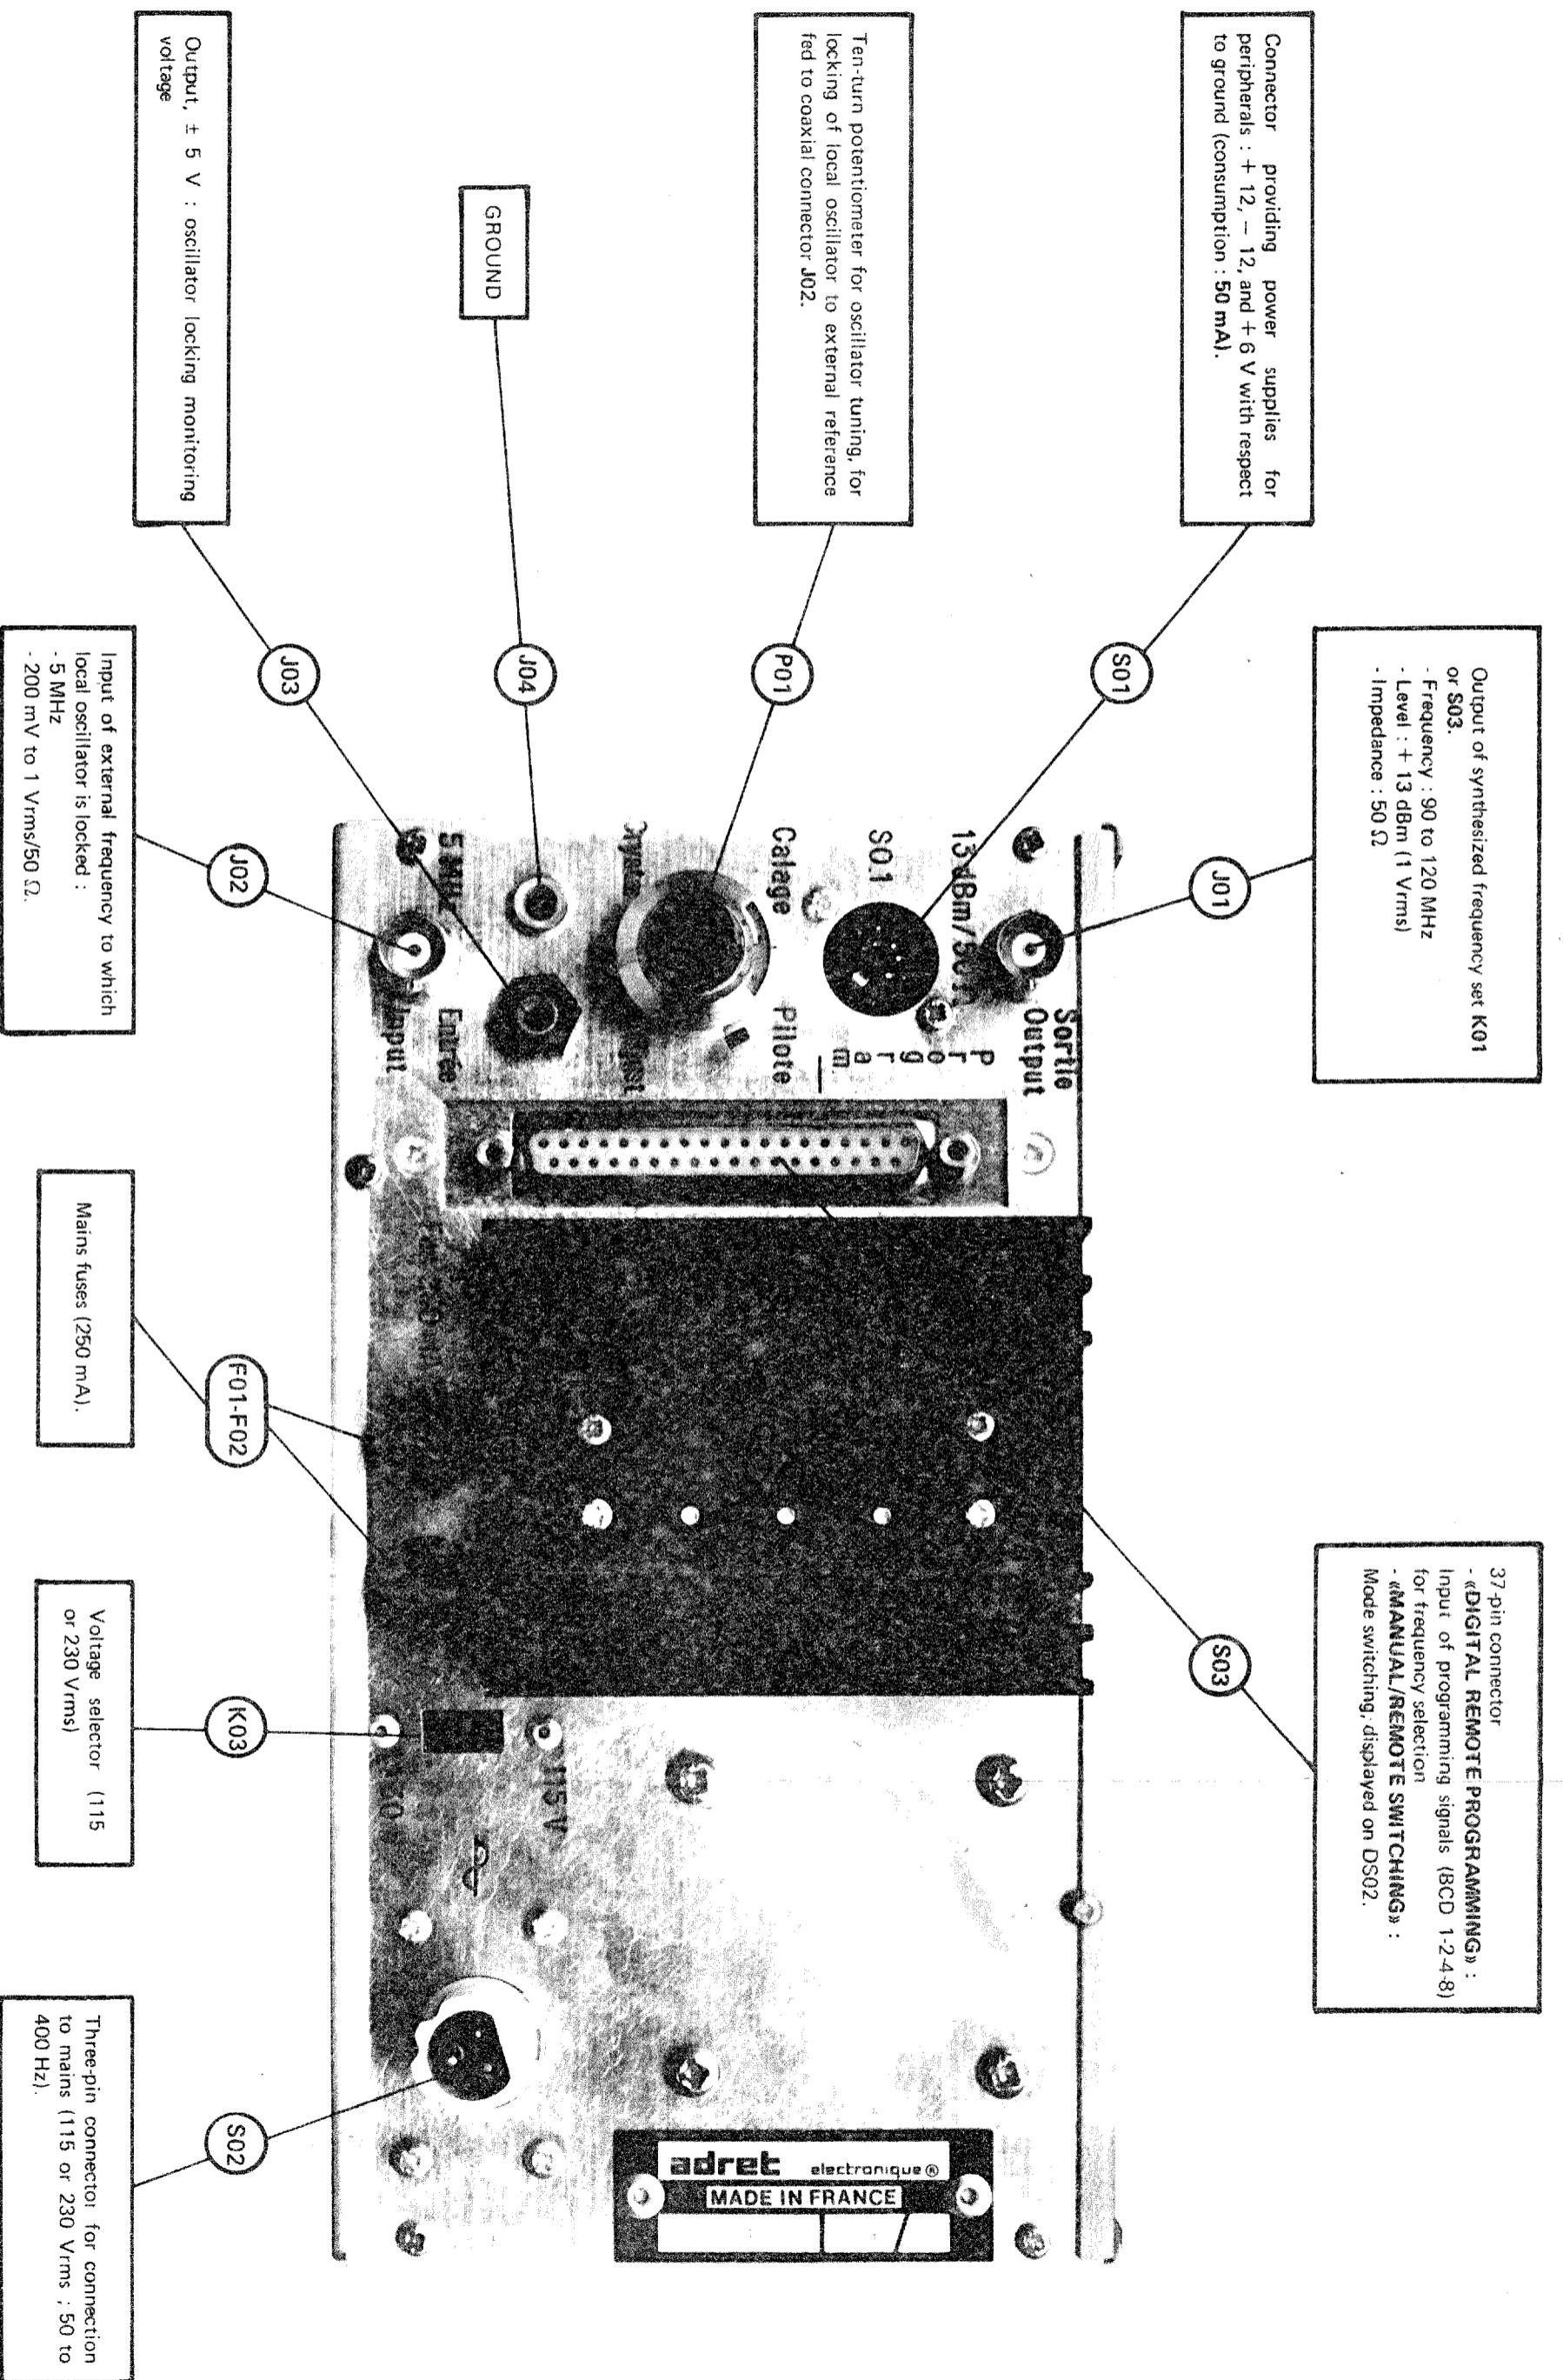 Output of synthesized frequency set K01
or S03.
- Frequency : 90 to 120 MHz
- Level : + 13 dBm (1 Vrms)
- Impedance : 50 Ω
37-pin connector
- «DIGITAL REMOTE PROGRAMMING» :
Input of programming signals (BCD 1-2-4-8)
for frequency selection
- «MANUAL/REMOTE SWITCHING» :
Mode switching, displayed on DS02.
Connector providing power supplies for
peripherals : + 12, − 12, and + 6 V with respect
to ground (consumption : 50 mA).
S01
J01
S03
Ten-turn potentiometer for oscillator tuning, for
locking of local oscillator to external reference
fed to coaxial connector J02.
P01
GROUND
J04
Output, ± 5 V : oscillator locking monitoring
voltage
J03
Sortie
Output
13 dBm/50 Ω
S0.1
Program.
Calage
Pilote
5 MHz
Entrée
Input
115 V
adret electronique®
MADE IN FRANCE
J02
F01-F02
K03
S02
Input of external frequency to which
local oscillator is locked :
- 5 MHz
- 200 mV to 1 Vrms/50 Ω.
Mains fuses (250 mA).
Voltage selector (115
or 230 Vrms)
Three-pin connector for connection
to mains (115 or 230 Vrms ; 50 to
400 Hz).